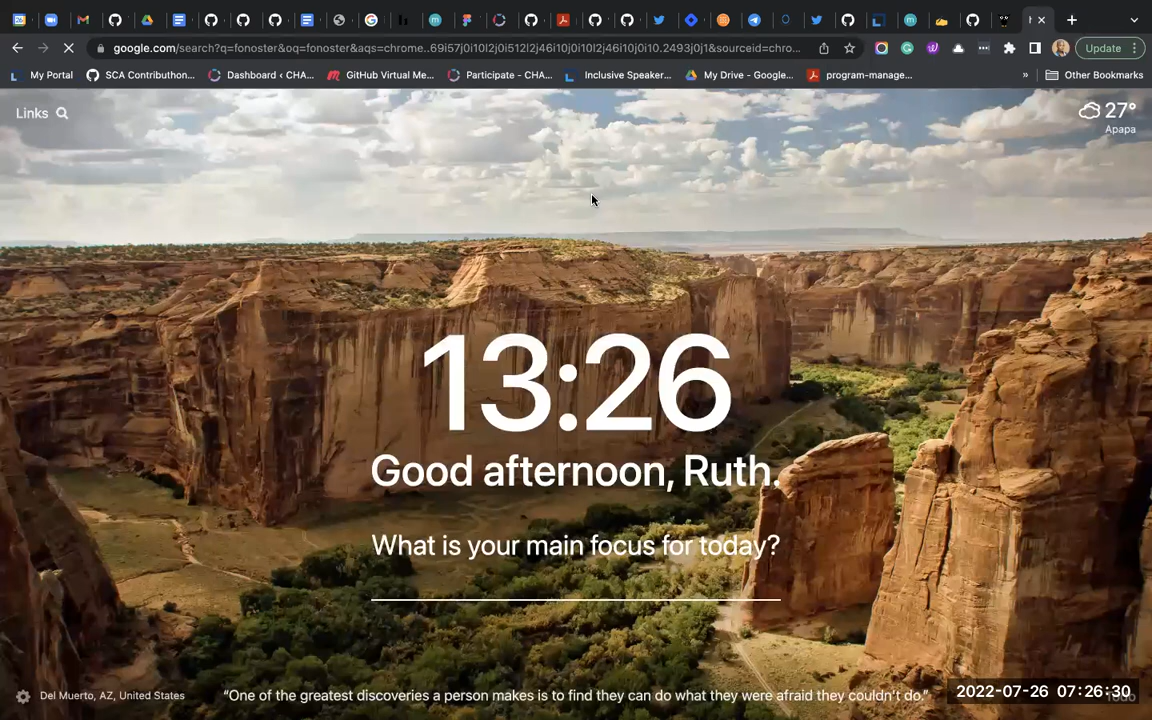 google.com/search?q=fonoster&oq=fonoster&aqs=chrome..69i57j0i10l2j0i512l2j46i10j0i10l2j46i10j0i10.2493j0j1&sourceid=chro...
Update
My Portal
SCA Contributhon...
Dashboard ‹ CHA...
GitHub Virtual Me...
Participate - CHA...
Inclusive Speaker...
My Drive - Google...
program-manage...
»
Other Bookmarks
Links
27°
Apapa
13:26
Good afternoon, Ruth.
What is your main focus for today?
Del Muerto, AZ, United States
“One of the greatest discoveries a person makes is to find they can do what they were afraid they couldn't do.”
2022-07-26 07:26:30